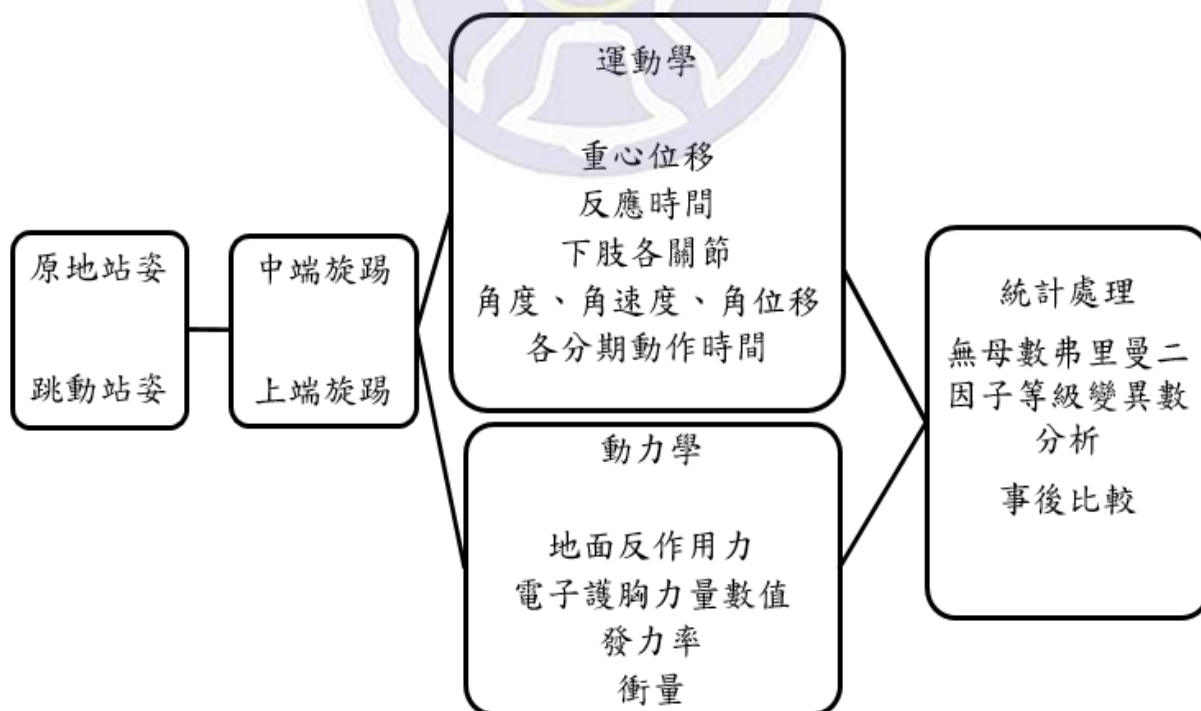 原地站姿
跳動站姿
中端旋踢
上端旋踢
運動學
重心位移
反應時間
下肢各關節
角度、角速度、角位移
各分期動作時間
動力學
地面反作用力
電子護胸力量數值
發力率
衝量
統計處理
無母數弗里曼二
因子等級變異數
分析
事後比較